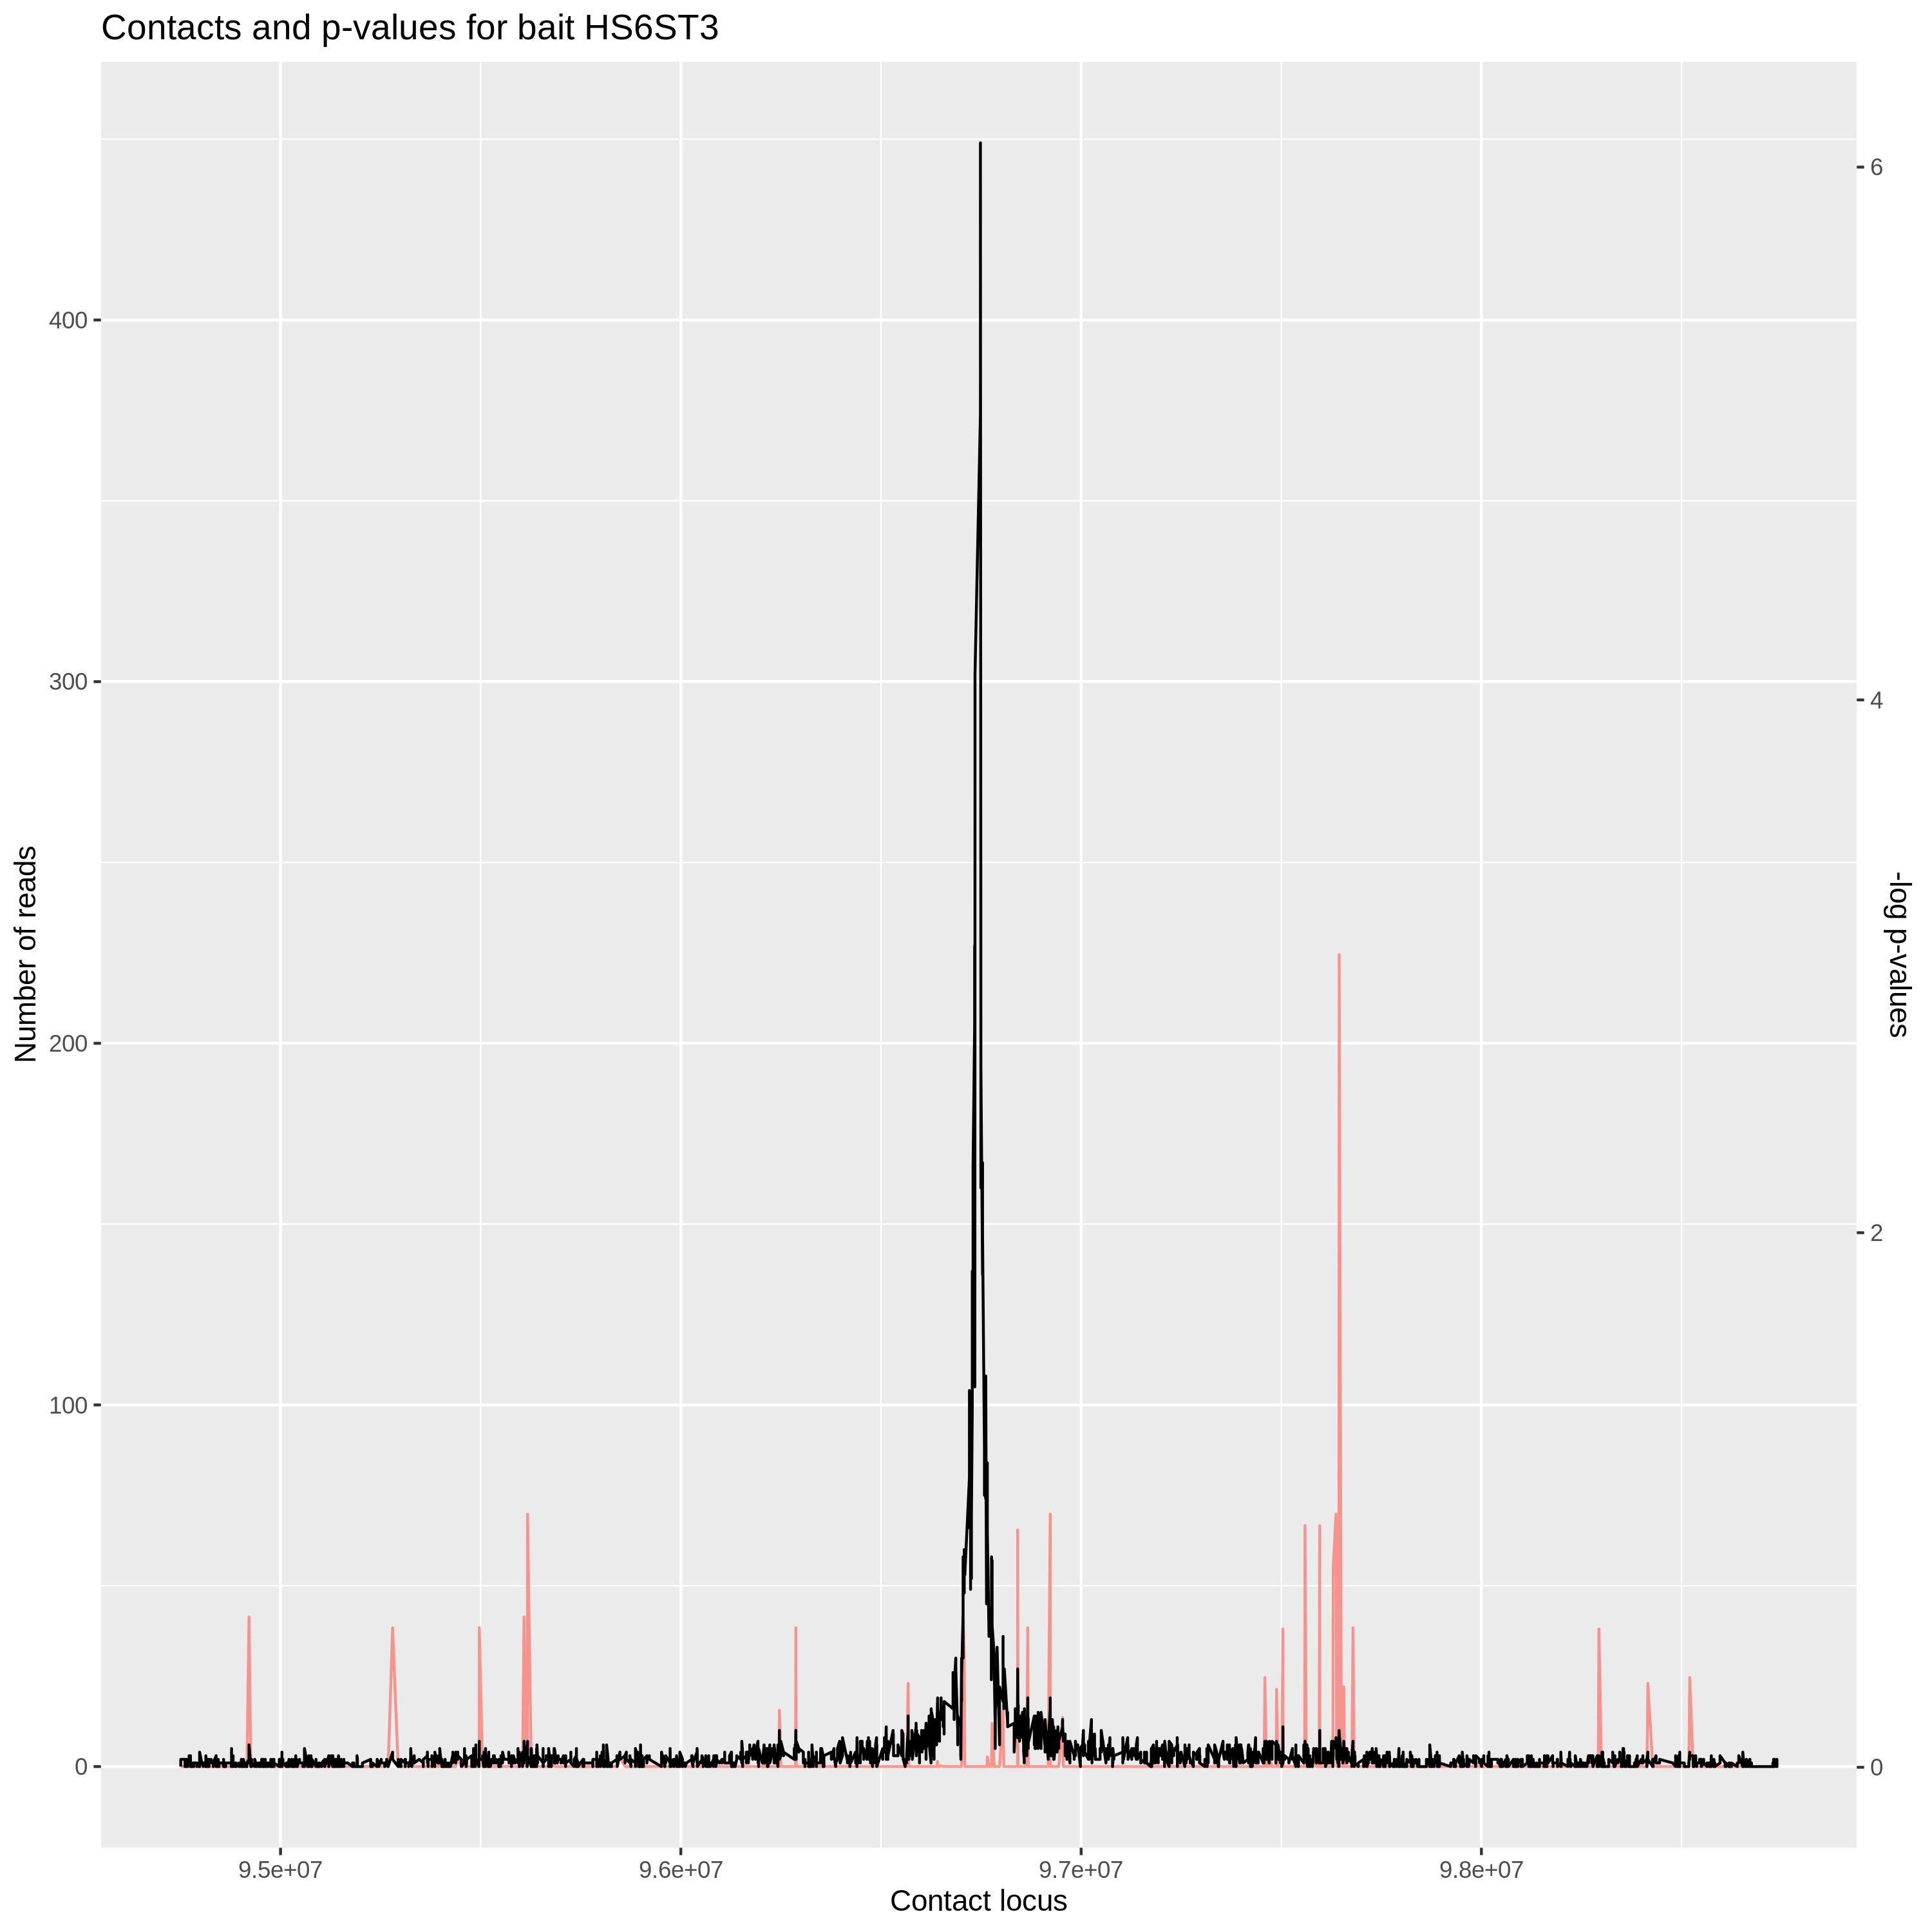 Contacts and p-values for bait HS6ST3
Number of reads
400
300
200
100
0
6
4
2
0
-log p-values
9.5e+07 9.6e+07 9.7e+07 9.8e+07
Contact locus